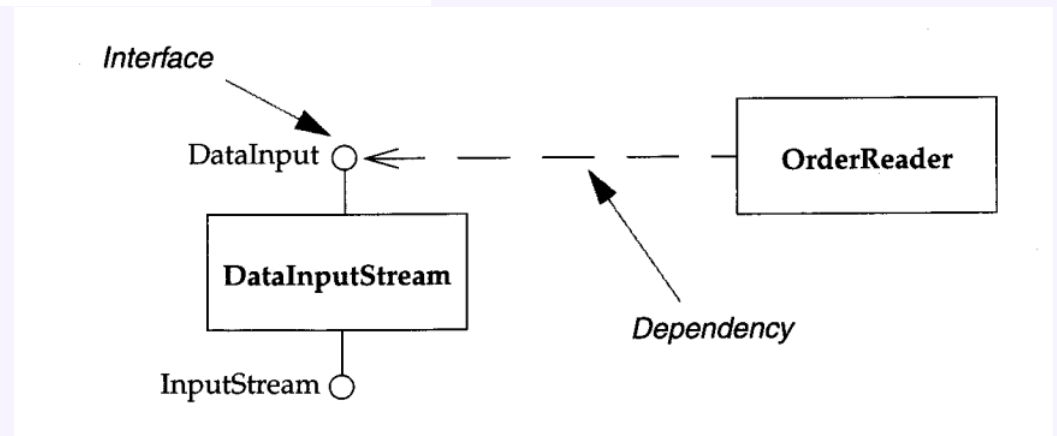 Interface
DataInput
OrderReader
DataInputStream
Dependency
InputStream